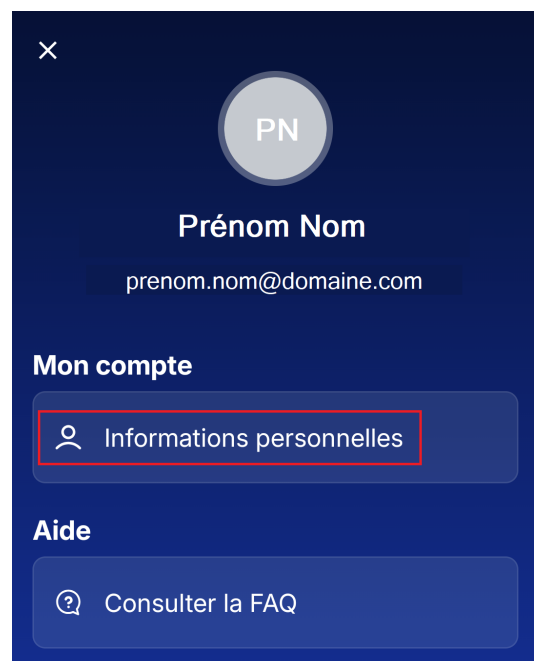 PN
Prénom Nom
prenom.nom@domaine.com
Mon compte
Informations personnelles
Aide
Consulter la FAQ